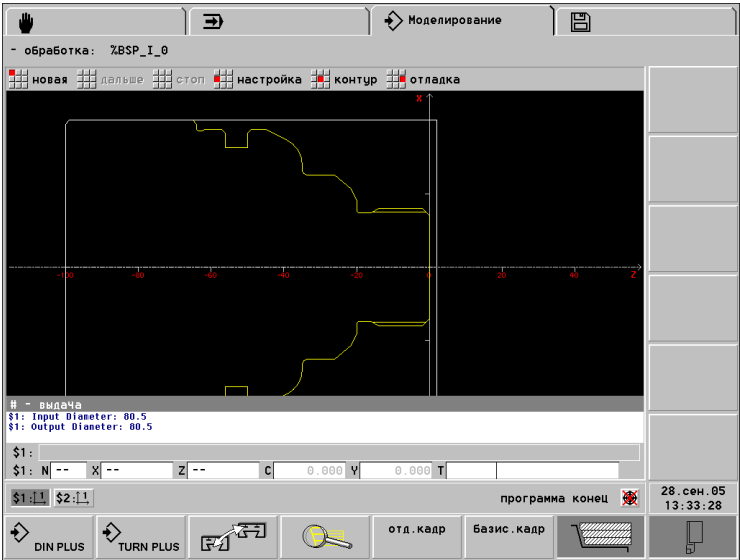 Моделирование
- обработка: %BSP_I_0
новая дальше стоп настройка контур отладка
X
-100 -80 -60 -40 -20 0 20 40 Z
# - выдача
$1: Input Diameter: 80.5
$1: Output Diameter: 80.5
$1:
$1: N -- X -- Z -- C 0.000 Y 0.000 T
$1: $2: программа конец
28.сен.05
13:33:28
DIN PLUS TURN PLUS отд.кадр Базис.кадр